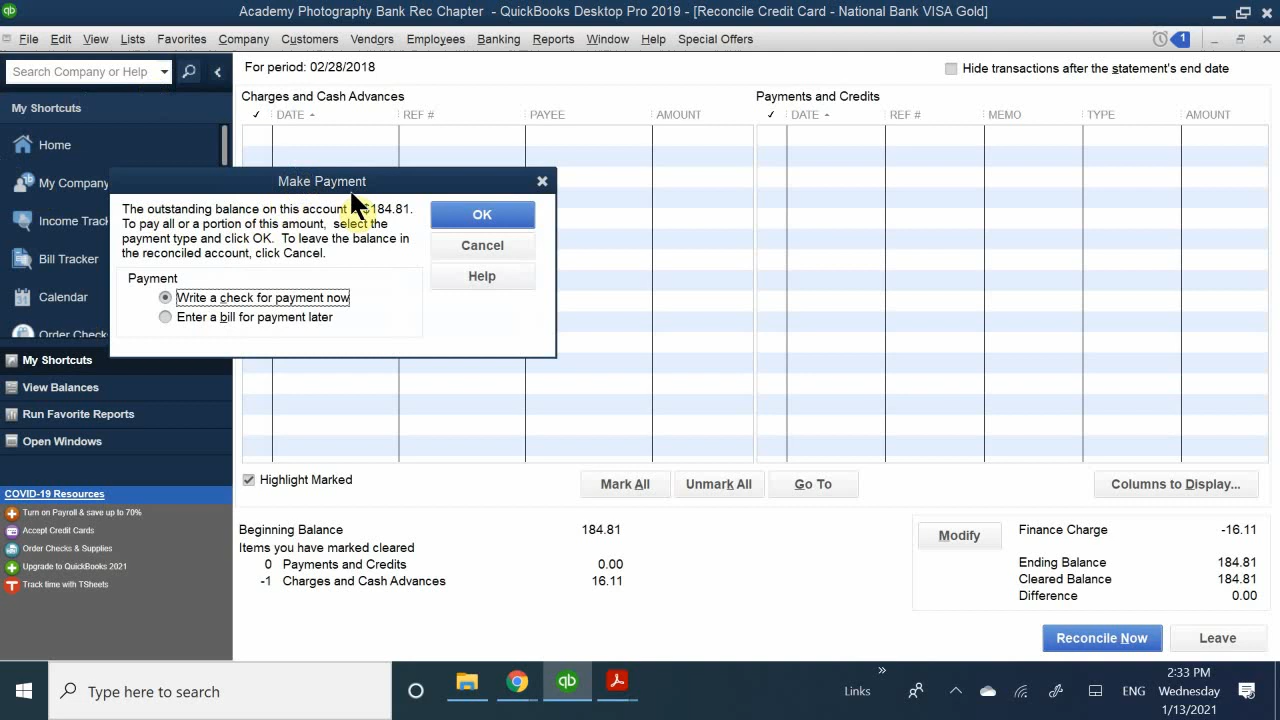 Academy Photography Bank Rec Chapter - QuickBooks Desktop Pro 2019 - [Reconcile Credit Card - National Bank VISA Gold]
File Edit View Lists Favorites Company Customers Vendors Employees Banking Reports Window Help Special Offers 1
Search Company or Help
My Shortcuts
Home
My Company
Income Track
Bill Tracker
Calendar
Order Check
My Shortcuts
View Balances
Run Favorite Reports
Open Windows
COVID-19 Resources
Turn on Payroll & save up to 70%
Accept Credit Cards
Order Checks & Supplies
Upgrade to QuickBooks 2021
Track time with TSheets
For period: 02/28/2018
Hide transactions after the statement's end date
Charges and Cash Advances
DATE REF # PAYEE AMOUNT
Payments and Credits
DATE REF # MEMO TYPE AMOUNT
Make Payment
The outstanding balance on this account $184.81.
To pay all or a portion of this amount, select the
payment type and click OK. To leave the balance in
the reconciled account, click Cancel.
Payment
Write a check for payment now
Enter a bill for payment later
OK
Cancel
Help
Highlight Marked
Mark All
Unmark All
Go To
Columns to Display...
Beginning Balance 184.81
Items you have marked cleared
0 Payments and Credits 0.00
-1 Charges and Cash Advances 16.11
Modify
Finance Charge -16.11
Ending Balance 184.81
Cleared Balance 184.81
Difference 0.00
Reconcile Now
Leave
Type here to search
qb
Links
ENG
2:33 PM
Wednesday
1/13/2021